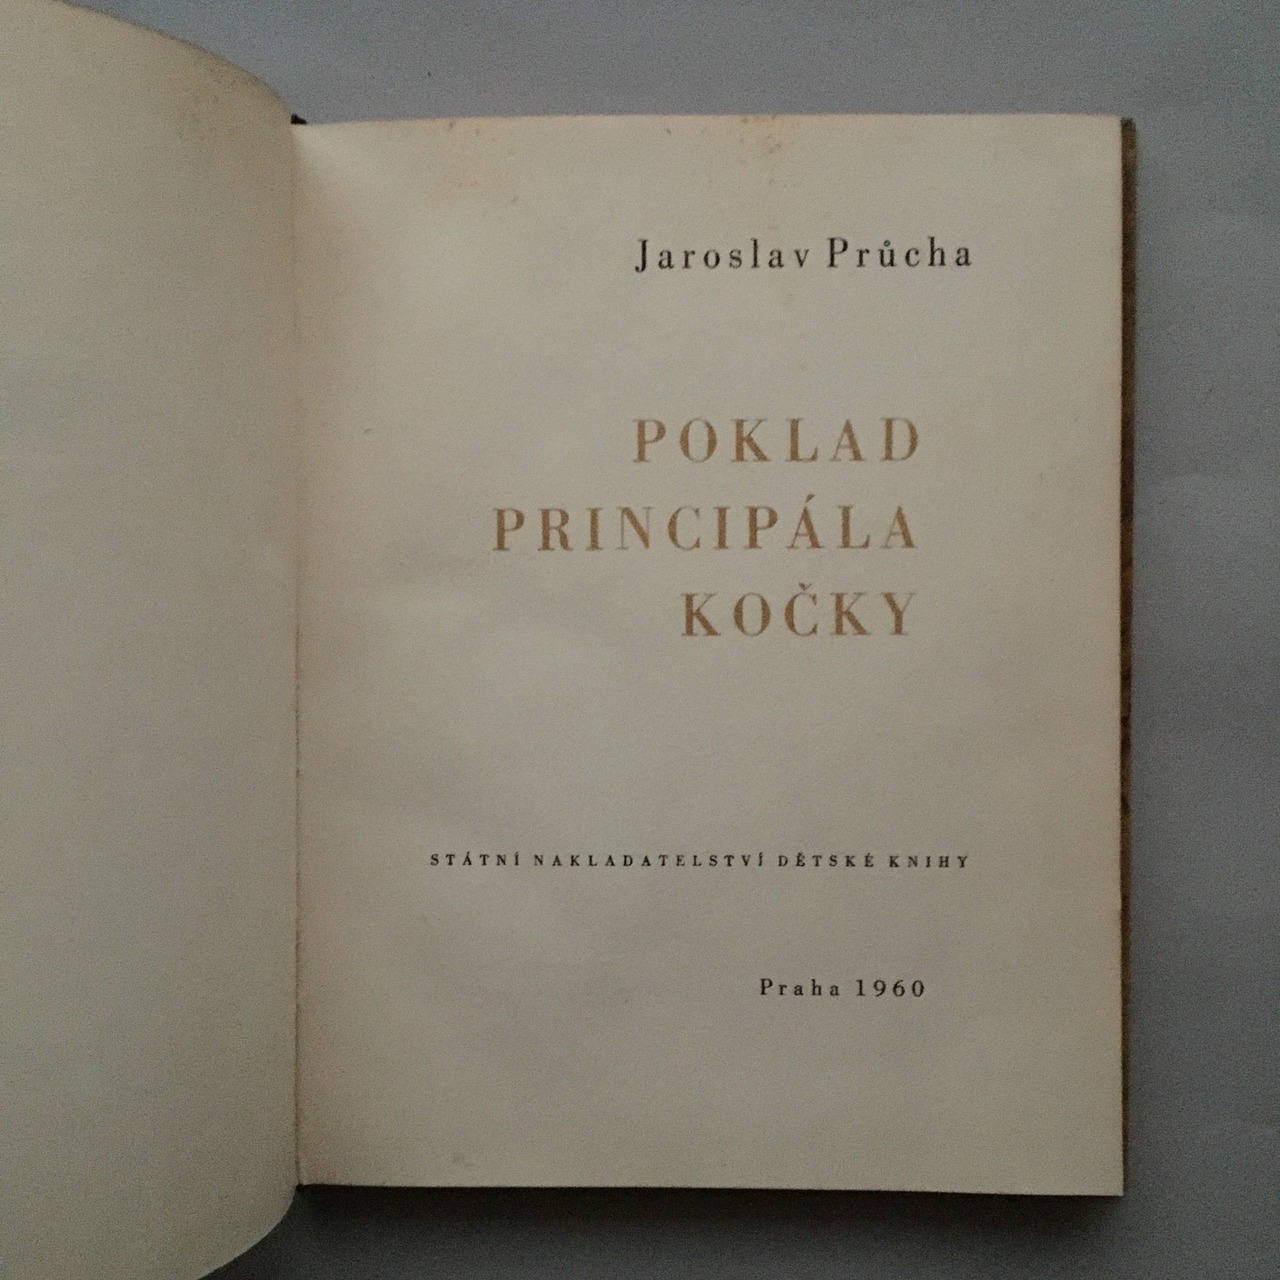 Jaroslav Průcha
POKLAD
PRINCIPÁLA
KOČKY
STÁTNÍ NAKLADATELSTVÍ DĚTSKÉ KNIHY
Praha 1960